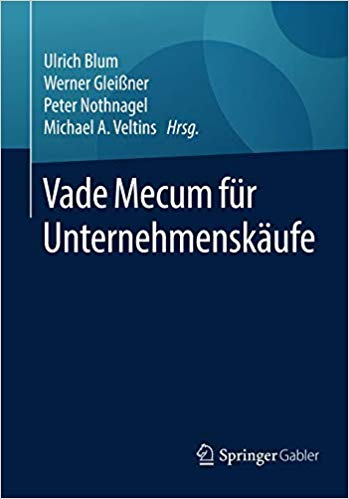 Ulrich Blum
Werner Gleißner
Peter Nothnagel
Michael A. Veltins Hrsg.
Vade Mecum für
Unternehmenskäufe
Springer Gabler